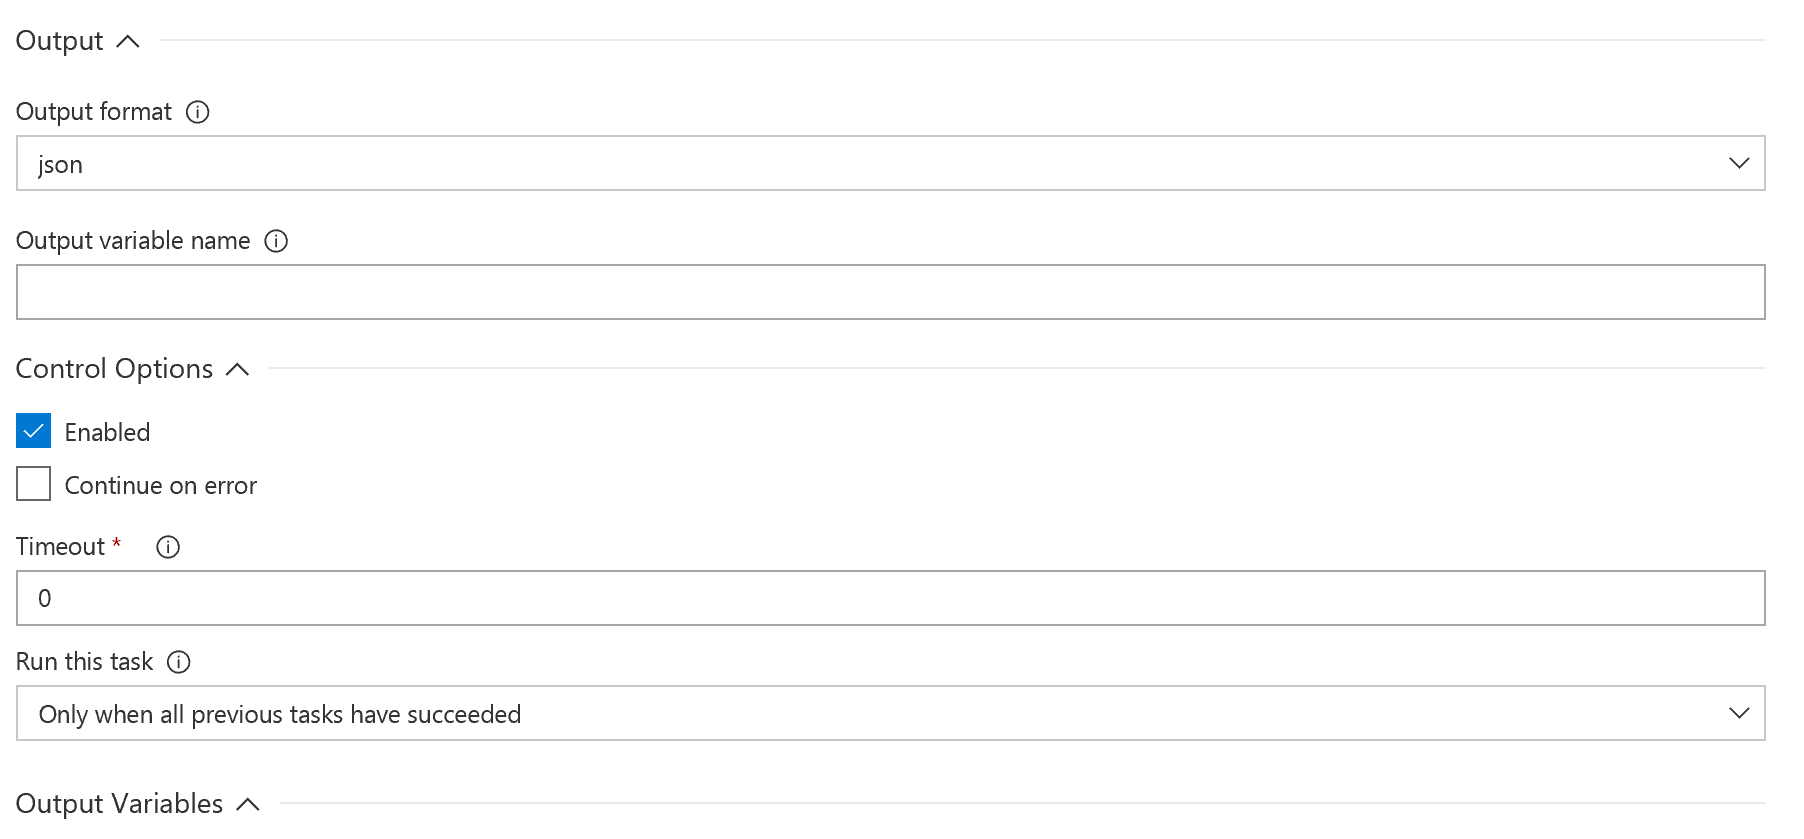 Output
Output format
json
Output variable name
Control Options
Enabled
Continue on error
Timeout *
0
Run this task
Only when all previous tasks have succeeded
Output Variables